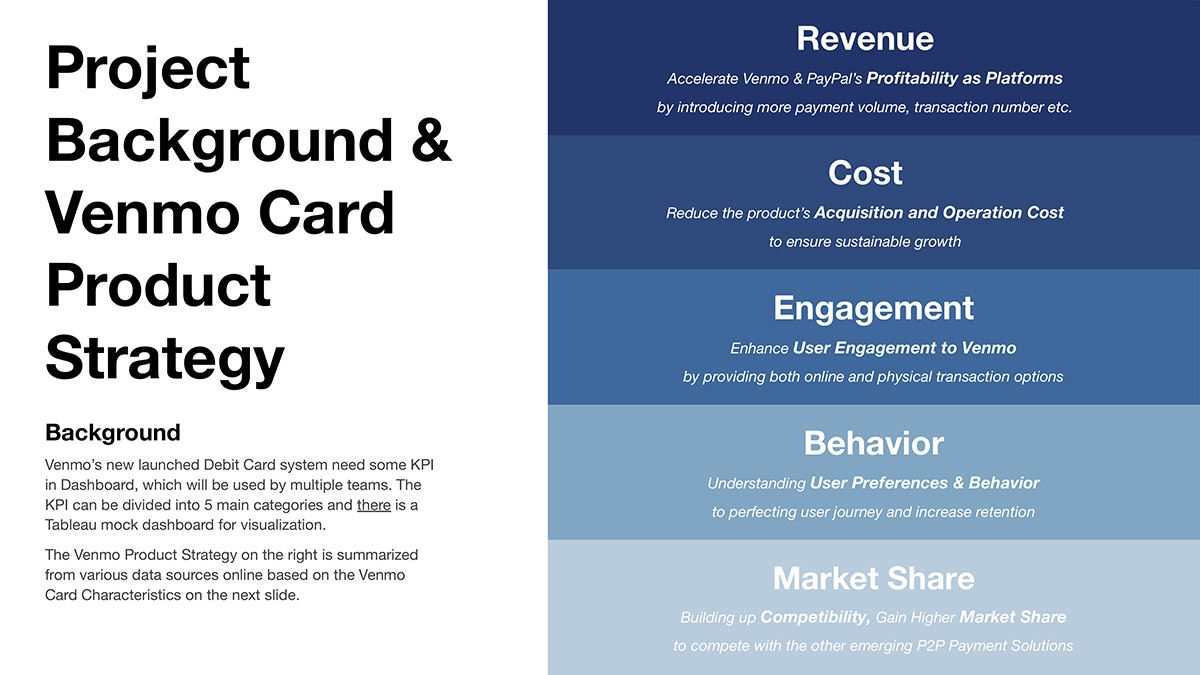 Project
Background &
Venmo Card
Product
Strategy
Background
Venmo’s new launched Debit Card system need some KPI
in Dashboard, which will be used by multiple teams. The
KPI can be divided into 5 main categories and there is a
Tableau mock dashboard for visualization.
The Venmo Product Strategy on the right is summarized
from various data sources online based on the Venmo
Card Characteristics on the next slide.
Revenue
Accelerate Venmo & PayPal’s Profitability as Platforms
by introducing more payment volume, transaction number etc.
Cost
Reduce the product’s Acquisition and Operation Cost
to ensure sustainable growth
Engagement
Enhance User Engagement to Venmo
by providing both online and physical transaction options
Behavior
Understanding User Preferences & Behavior
to perfecting user journey and increase retention
Market Share
Building up Competibility, Gain Higher Market Share
to compete with the other emerging P2P Payment Solutions